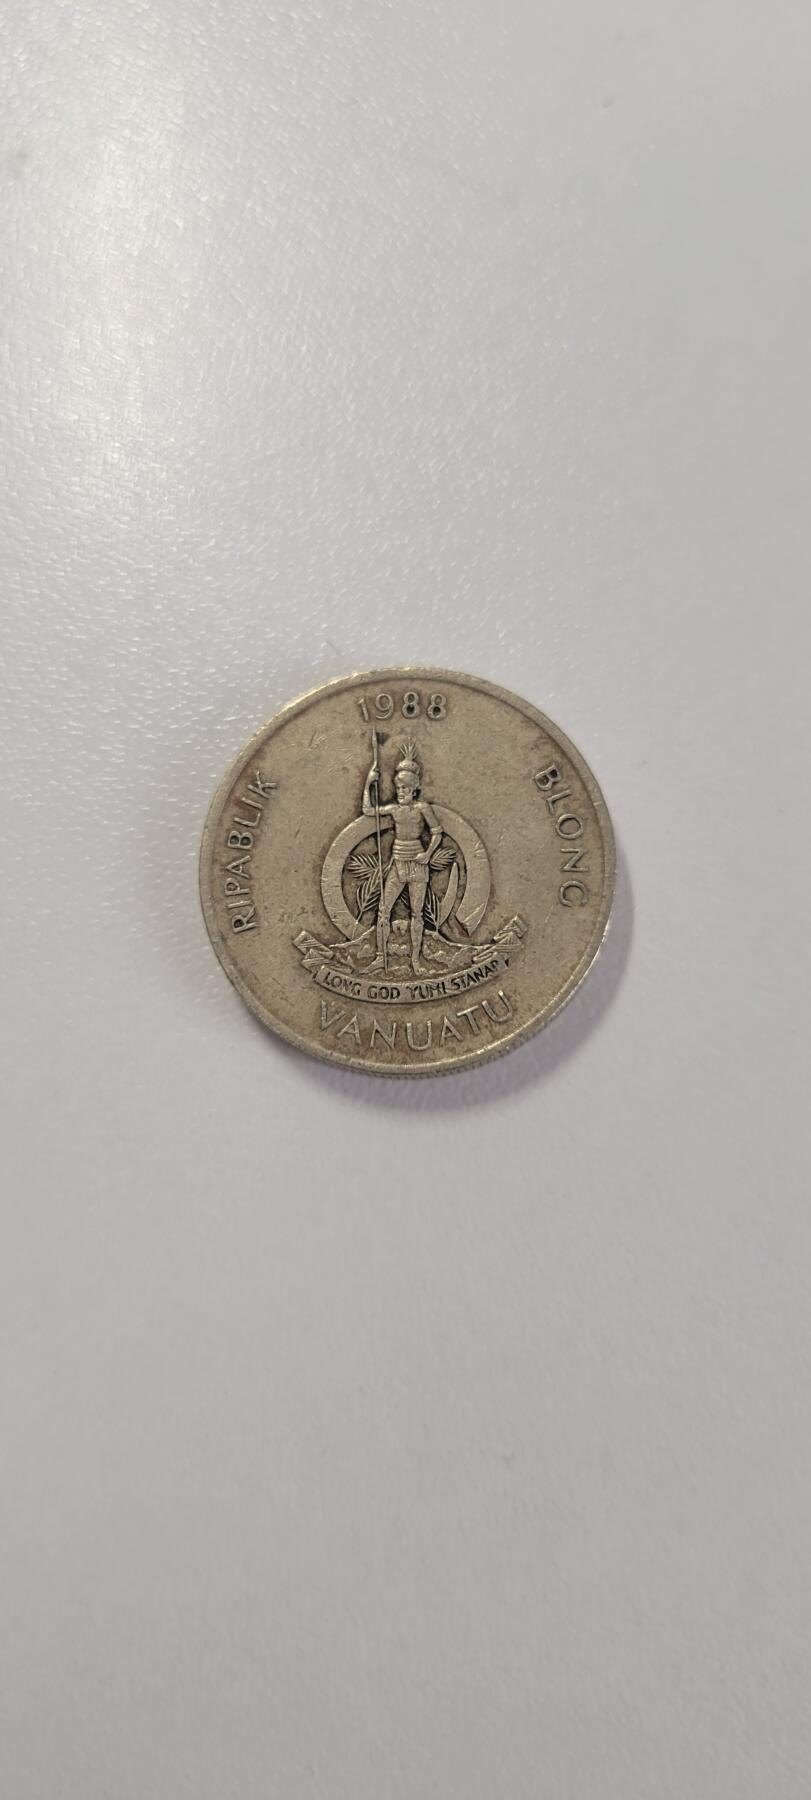 1988
RIPABLIK
BLONG
LONG GOD YUMI STANAP
VANUATU